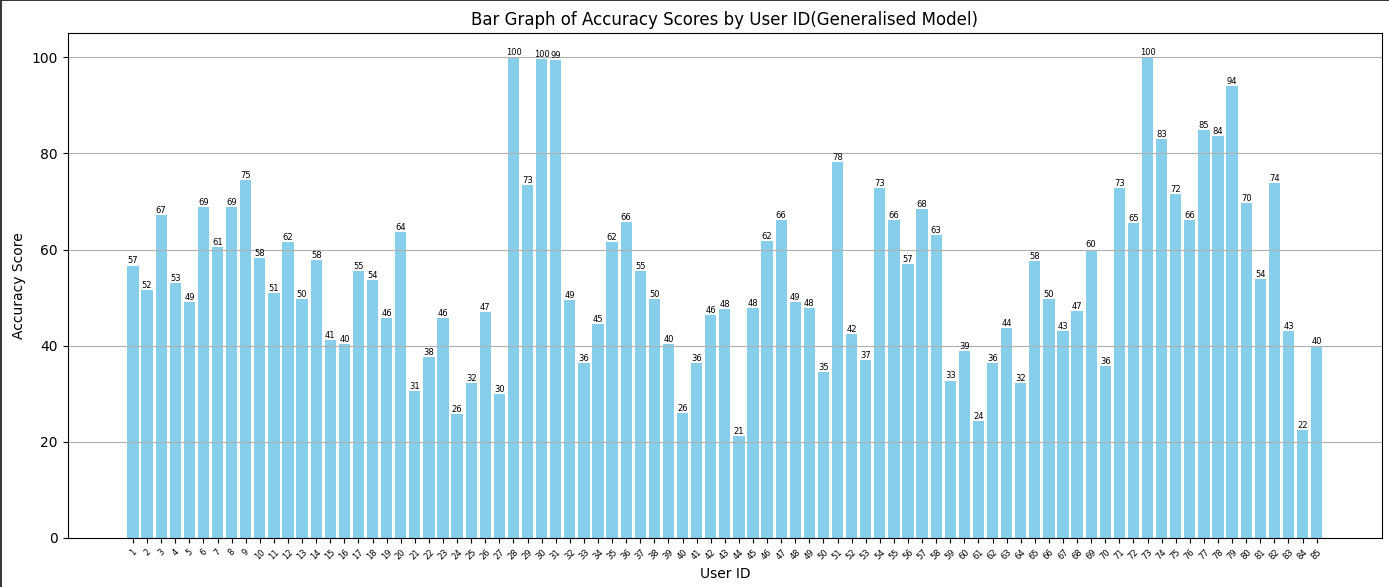 Bar Graph of Accuracy Scores by User ID(Generalised Model)
Accuracy Score
100
80
60
40
20
0
57 52 67 53 49 69 61 69 75 58 51 62 50 58 41 40 55 54 46 64 31 38 46 26 32 47 30 100 73 100 99 49 36 45 62 66 55 50 40 26 36 46 48 21 48 62 66 49 48 35 78 42 37 73 66 57 68 63 33 39 24 36 44 32 58 50 43 47 60 36 73 65 100 83 72 66 85 84 94 70 54 74 43 22 40
1 2 3 4 5 6 7 8 9 10 11 12 13 14 15 16 17 18 19 20 21 22 23 24 25 26 27 28 29 30 31 32 33 34 35 36 37 38 39 40 41 42 43 44 45 46 47 48 49 50 51 52 53 54 55 56 57 58 59 60 61 62 63 64 65 66 67 68 69 70 71 72 73 74 75 76 77 78 79 80 81 82 83 84 85
User ID